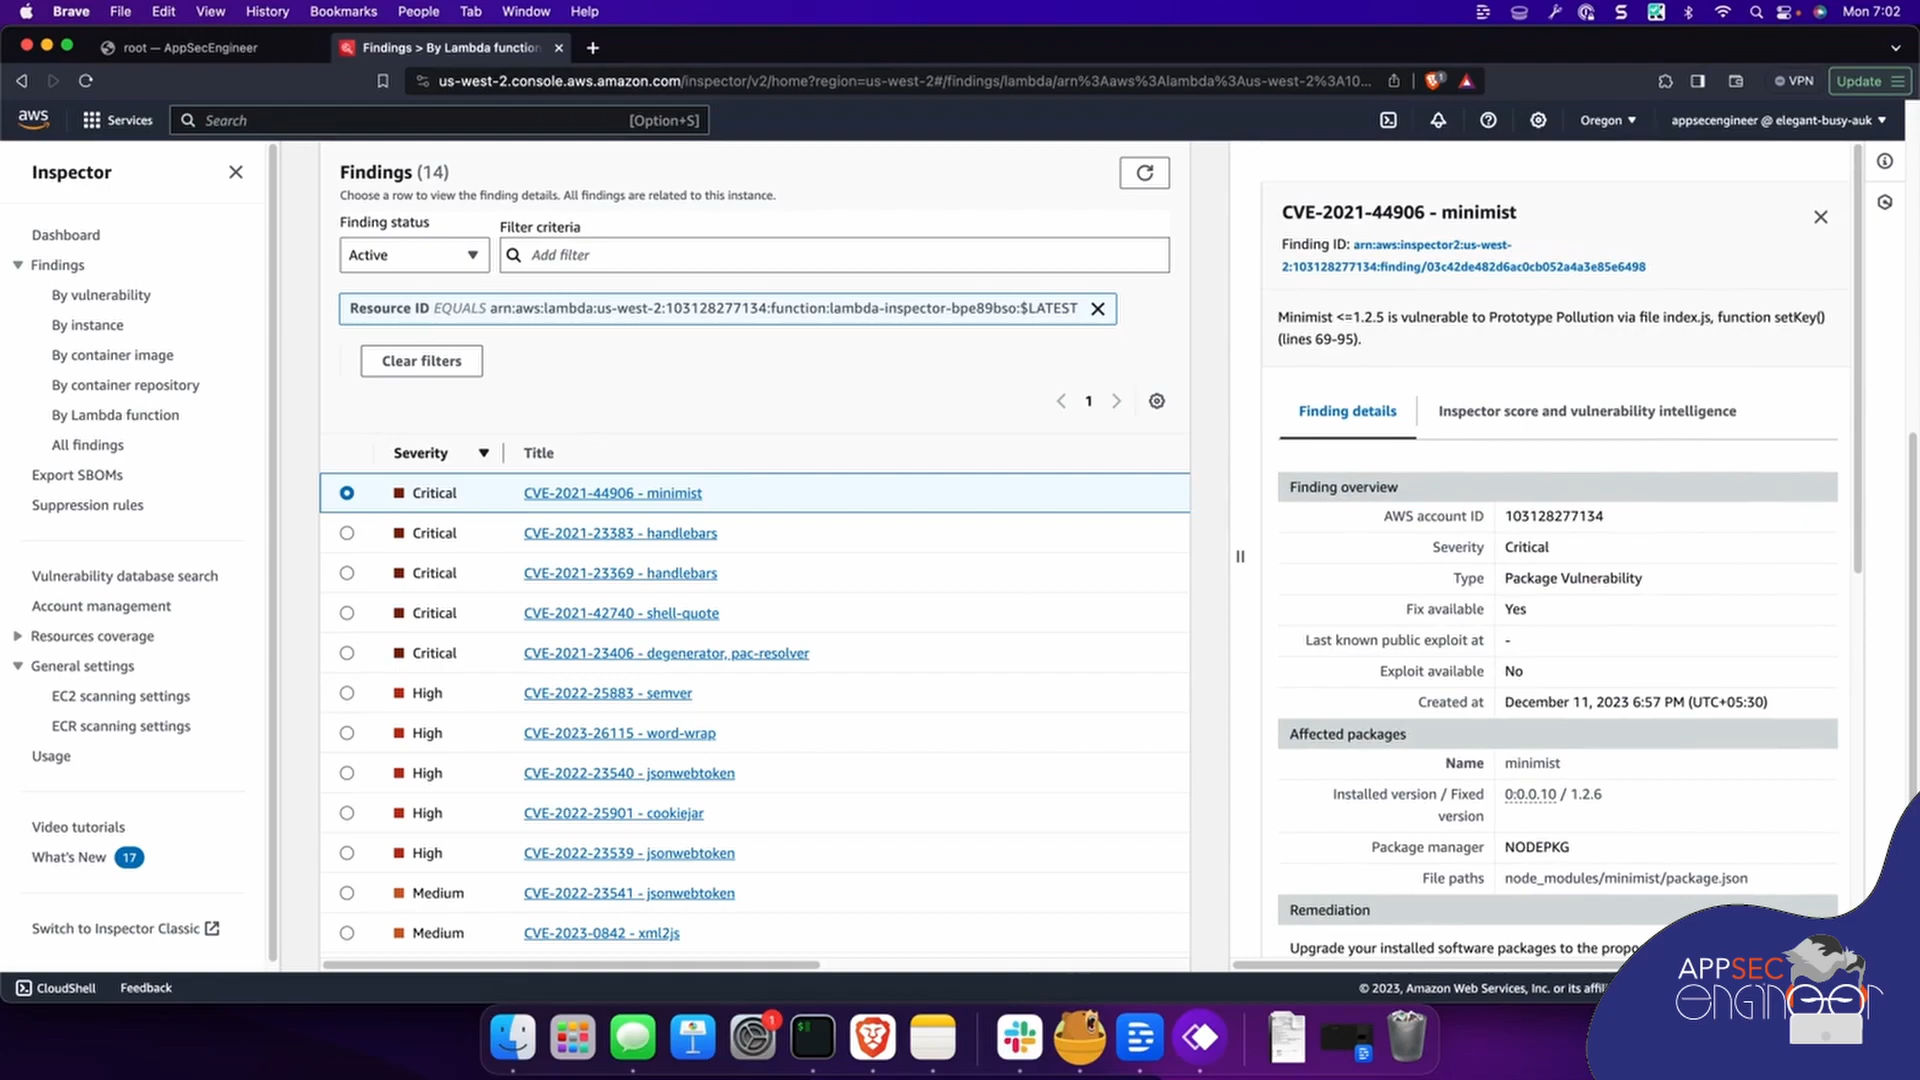 Brave File Edit View History Bookmarks People Tab Window Help Mon 7:02
root — AppSecEngineer
Findings > By Lambda function
us-west-2.console.aws.amazon.com/inspector/v2/home?region=us-west-2#/findings/lambda/arn%3Aaws%3Alambda%3Aus-west-2%3A10...
1
VPN
Update
aws
Services
Search [Option+S]
Oregon
appsecengineer @ elegant-busy-auk
Inspector
Dashboard
Findings
By vulnerability
By instance
By container image
By container repository
By Lambda function
All findings
Export SBOMs
Suppression rules
Vulnerability database search
Account management
Resources coverage
General settings
EC2 scanning settings
ECR scanning settings
Usage
Video tutorials
What's New 17
Switch to Inspector Classic
Findings (14)
Choose a row to view the finding details. All findings are related to this instance.
Finding status
Active
Filter criteria
Add filter
Resource ID EQUALS arn:aws:lambda:us-west-2:103128277134:function:lambda-inspector-bpe89bso:$LATEST
Clear filters
1
Severity Title
Critical CVE-2021-44906 - minimist
Critical CVE-2021-23383 - handlebars
Critical CVE-2021-23369 - handlebars
Critical CVE-2021-42740 - shell-quote
Critical CVE-2021-23406 - degenerator, pac-resolver
High CVE-2022-25883 - semver
High CVE-2023-26115 - word-wrap
High CVE-2022-23540 - jsonwebtoken
High CVE-2022-25901 - cookiejar
High CVE-2022-23539 - jsonwebtoken
Medium CVE-2022-23541 - jsonwebtoken
Medium CVE-2023-0842 - xml2js
CVE-2021-44906 - minimist
Finding ID: arn:aws:inspector2:us-west-
2:103128277134:finding/03c42de482d6ac0cb052a4a3e85e6498
Minimist <=1.2.5 is vulnerable to Prototype Pollution via file index.js, function setKey()
(lines 69-95).
Finding details
Inspector score and vulnerability intelligence
Finding overview
AWS account ID 103128277134
Severity Critical
Type Package Vulnerability
Fix available Yes
Last known public exploit at -
Exploit available No
Created at December 11, 2023 6:57 PM (UTC+05:30)
Affected packages
Name minimist
Installed version / Fixed version 0:0.0.10 / 1.2.6
Package manager NODEPKG
File paths node_modules/minimist/package.json
Remediation
Upgrade your installed software packages to the propo
CloudShell Feedback
© 2023, Amazon Web Services, Inc. or its affil
1
APPSEC
engineer